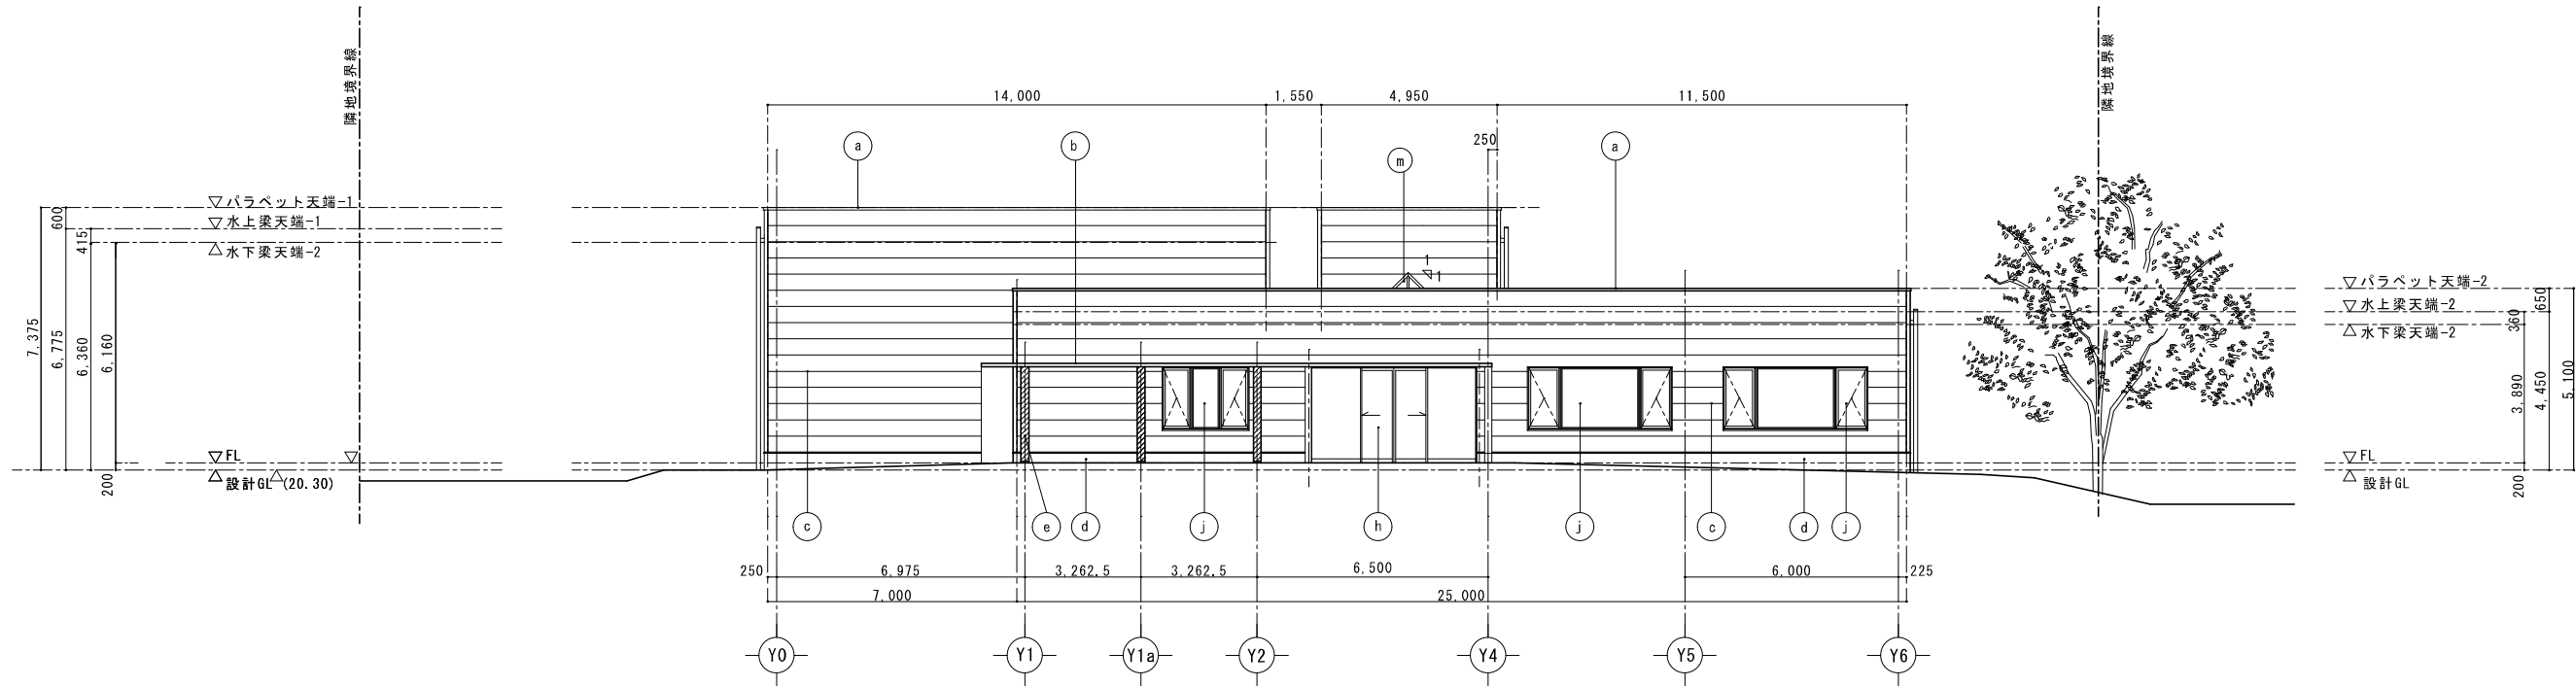 隣地境界線
隣地境界線
14,000 1,550 4,950 11,500
250
a b m a
▽パラペット天端-1
▽水上梁天端-1
△水下梁天端-2
600
415
7,375
6,775
6,360
6,160
200
1
1
▽パラペット天端-2
▽水上梁天端-2
△水下梁天端-2
650
360
3,890
4,450
5,100
200
▽FL
△設計GL (20.30)
▽FL
△設計GL
c e d j h j c d j
250 6,975 3,262.5 3,262.5 6,500 6,000 225
7,000 25,000
Y0 Y1 Y1a Y2 Y4 Y5 Y6